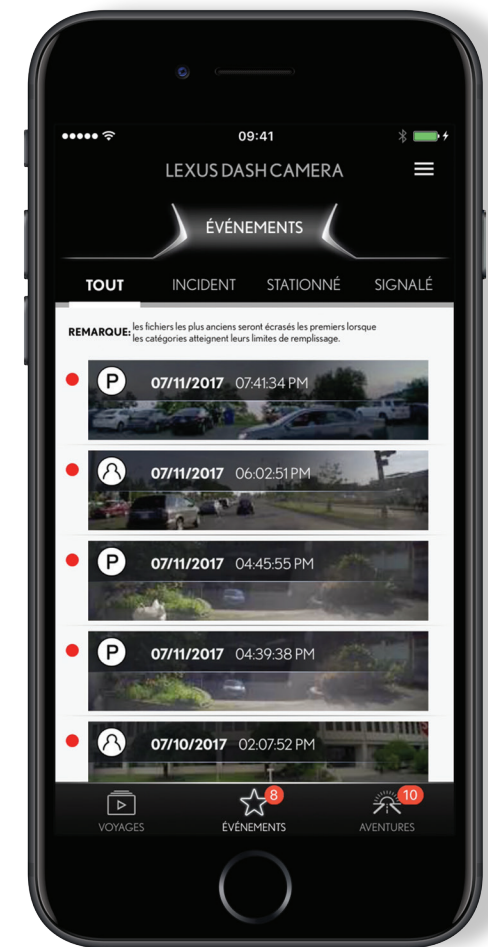 09:41
LEXUS DASH CAMERA
ÉVÉNEMENTS
TOUT INCIDENT STATIONNÉ SIGNALÉ
REMARQUE: les fichiers les plus anciens seront écrasés les premiers lorsque
les catégories atteignent leurs limites de remplissage.
P 07/11/2017 07:41:34 PM
07/11/2017 06:02:51 PM
P 07/11/2017 04:45:55 PM
P 07/11/2017 04:39:38 PM
07/10/2017 02:07:52 PM
8 10
VOYAGES ÉVÉNEMENTS AVENTURES